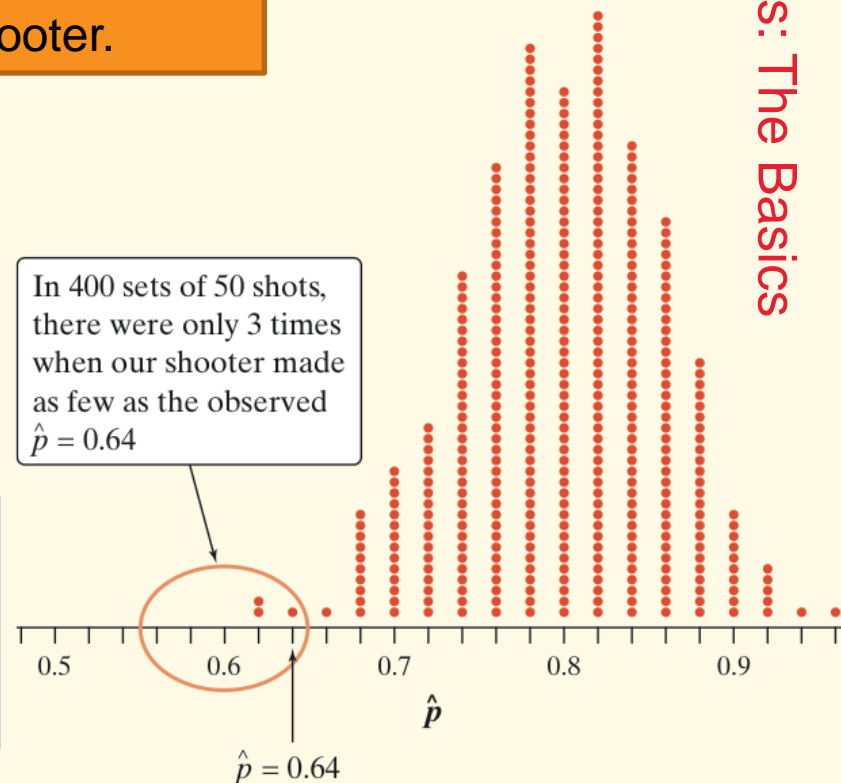 ooter.
s: The Basics
In 400 sets of 50 shots,
there were only 3 times
when our shooter made
as few as the observed
p̂ = 0.64
0.5 0.6 0.7 0.8 0.9
p̂
p̂ = 0.64